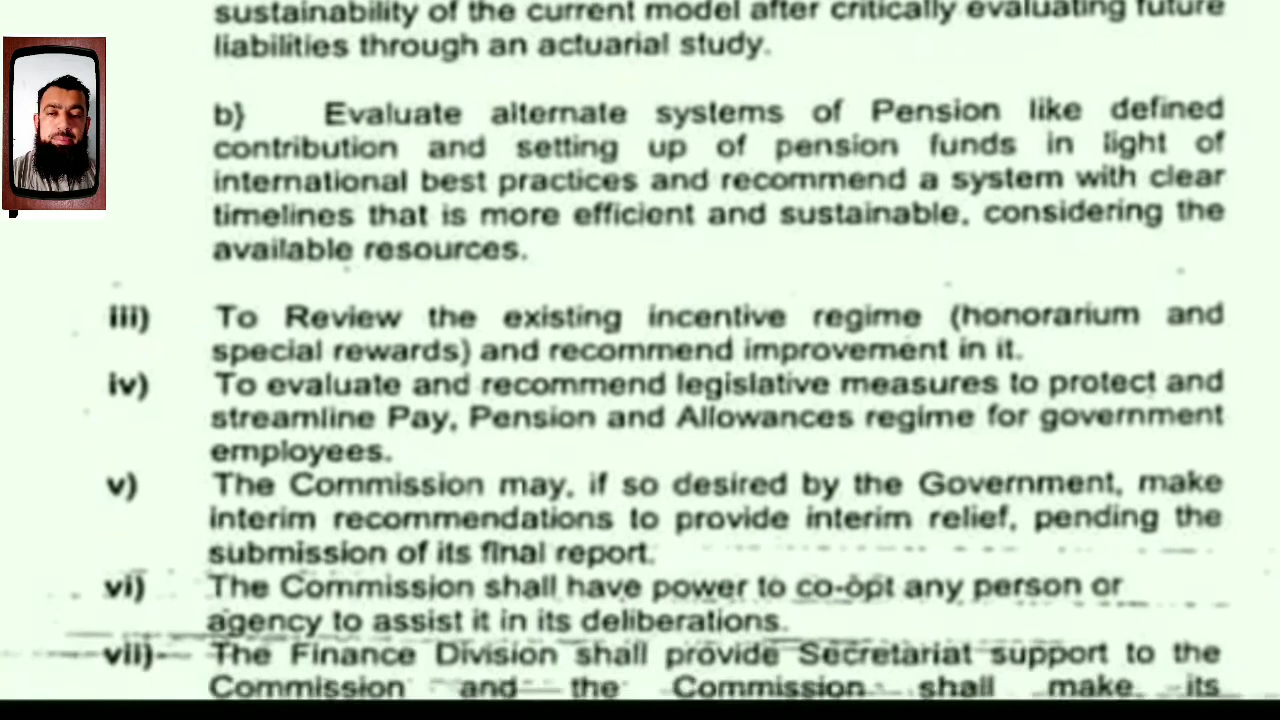 sustainability of the current model after critically evaluating future
liabilities through an actuarial study.
b) Evaluate alternate systems of Pension like defined
contribution and setting up of pension funds in light of
international best practices and recommend a system with clear
timelines that is more efficient and sustainable, considering the
available resources.
iii) To Review the existing incentive regime (honorarium and
special rewards) and recommend improvement in it.
iv) To evaluate and recommend legislative measures to protect and
streamline Pay, Pension and Allowances regime for government
employees.
v) The Commission may, if so desired by the Government, make
interim recommendations to provide interim relief, pending the
submission of its final report.
vi) The Commission shall have power to co-opt any person or
agency to assist it in its deliberations.
vii) The Finance Division shall provide Secretariat support to the
Commission and the Commission shall make its